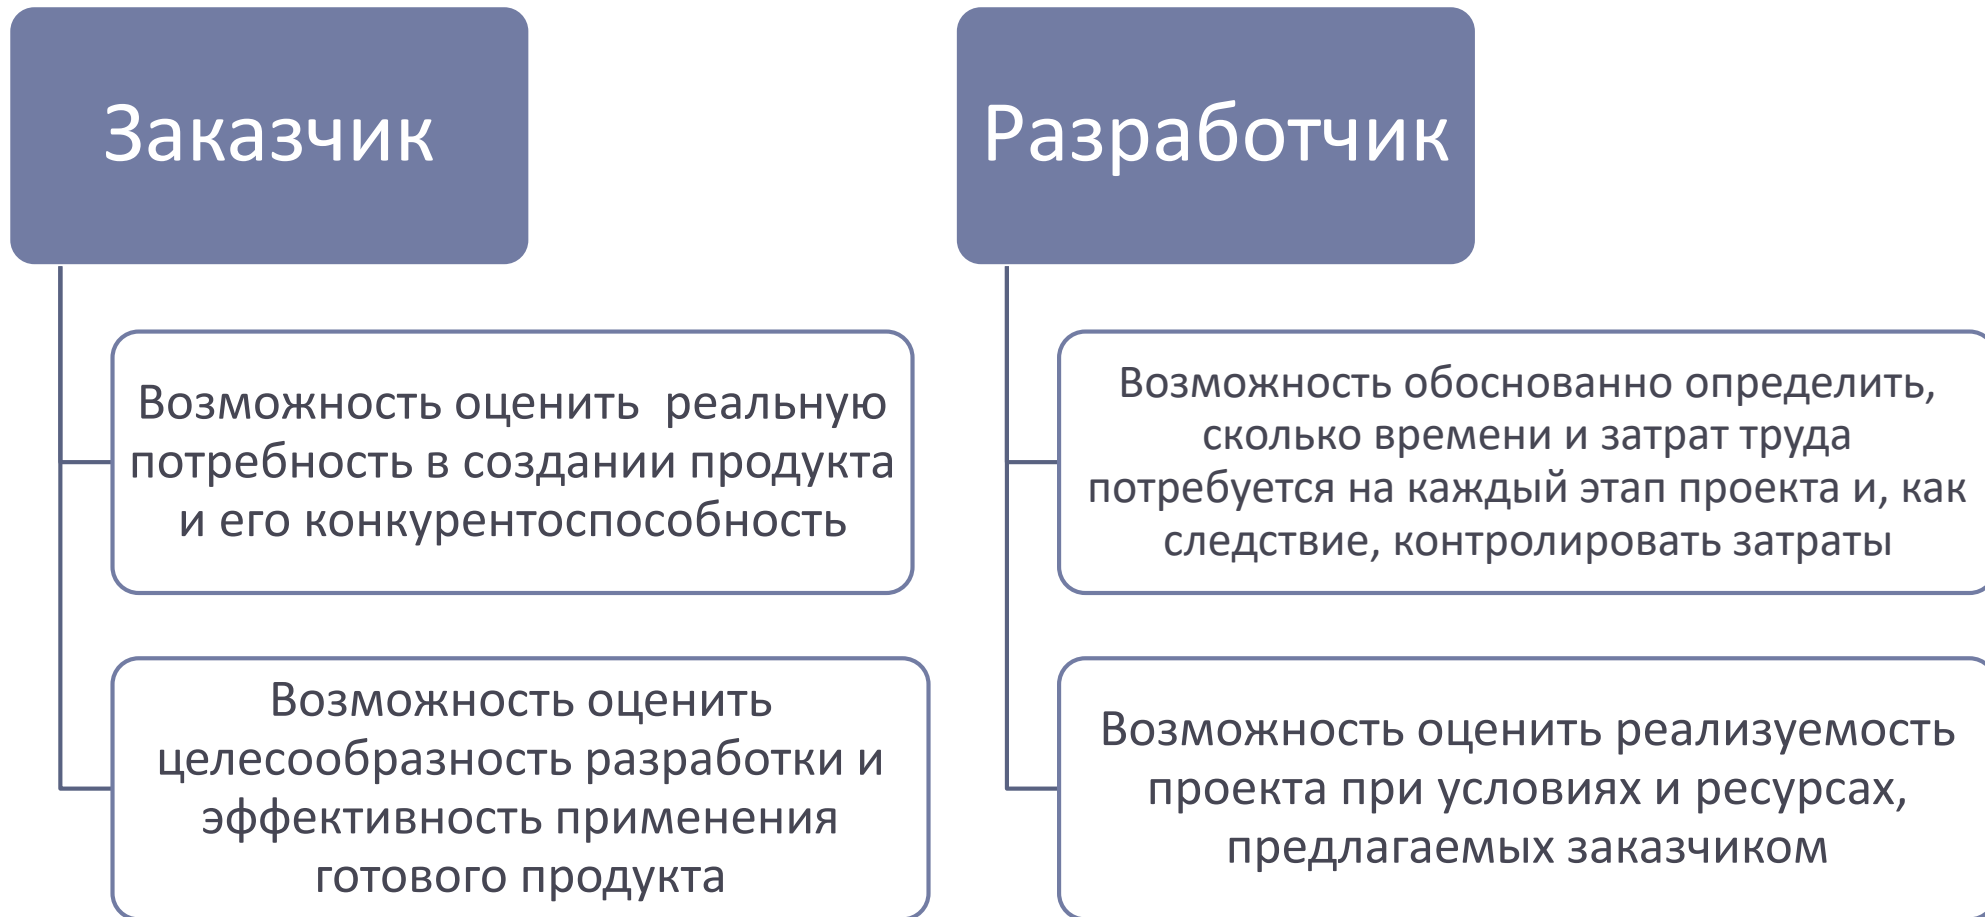 Заказчик
Возможность оценить реальную
потребность в создании продукта
и его конкурентоспособность
Возможность оценить
целесообразность разработки и
эффективность применения
готового продукта
Разработчик
Возможность обоснованно определить,
сколько времени и затрат труда
потребуется на каждый этап проекта и, как
следствие, контролировать затраты
Возможность оценить реализуемость
проекта при условиях и ресурсах,
предлагаемых заказчиком